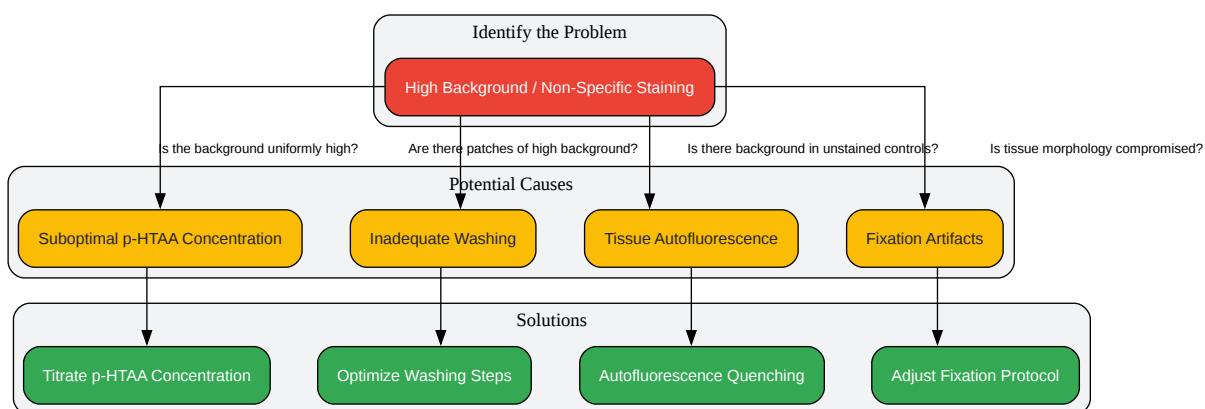 Identify the Problem
High Background / Non-Specific Staining
Is the background uniformly high?
Are there patches of high background?
Is there background in unstained controls?
Is tissue morphology compromised?
Potential Causes
Suboptimal p-HTAA Concentration
Inadequate Washing
Tissue Autofluorescence
Fixation Artifacts
Solutions
Titrate p-HTAA Concentration
Optimize Washing Steps
Autofluorescence Quenching
Adjust Fixation Protocol